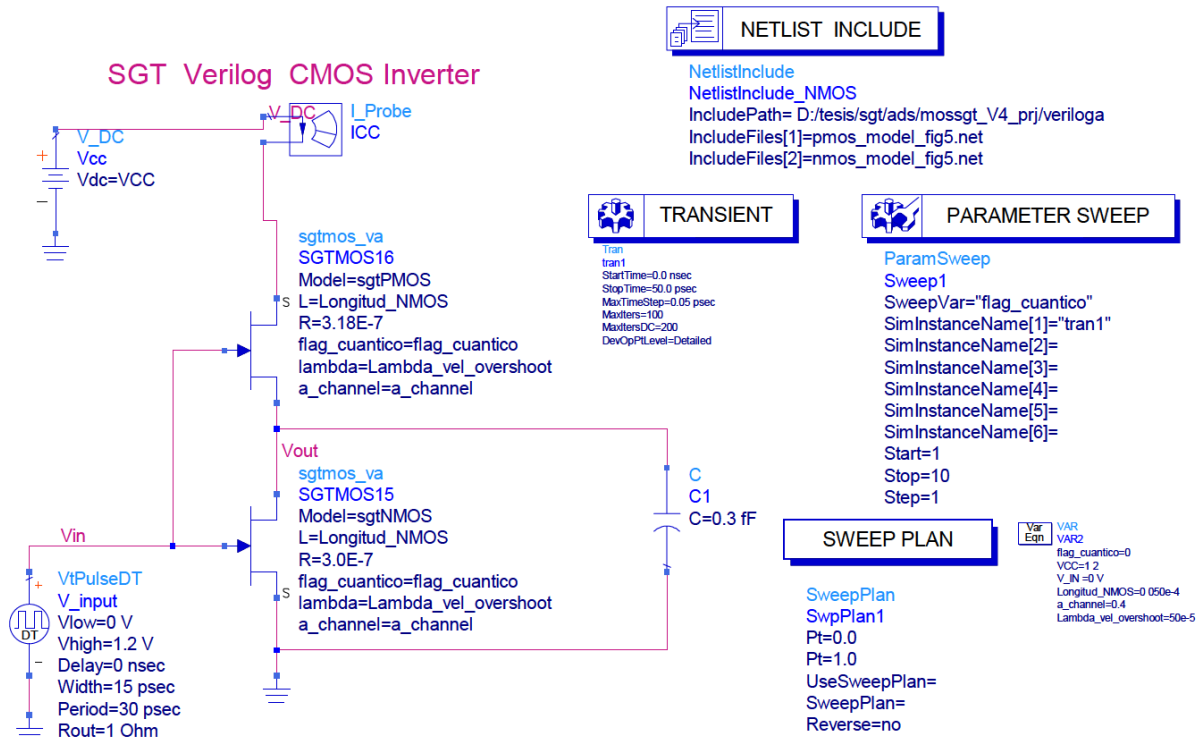 SGT Verilog CMOS Inverter
V_DC
I_Probe
ICC
V_DC
Vcc
Vdc=VCC
+
−
sgtmos_va
SGTMOS16
Model=sgtPMOS
L=Longitud_NMOS
R=3.18E-7
flag_cuantico=flag_cuantico
lambda=Lambda_vel_overshoot
a_channel=a_channel
S
Vout
sgtmos_va
SGTMOS15
Model=sgtNMOS
L=Longitud_NMOS
R=3.0E-7
flag_cuantico=flag_cuantico
lambda=Lambda_vel_overshoot
a_channel=a_channel
S
C
C1
C=0.3 fF
Vin
VtPulseDT
V_input
Vlow=0 V
Vhigh=1.2 V
Delay=0 nsec
Width=15 psec
Period=30 psec
Rout=1 Ohm
+
DT
−
NETLIST INCLUDE
NetlistInclude
NetlistInclude_NMOS
IncludePath= D:/tesis/sgt/ads/mossgt_V4_prj/veriloga
IncludeFiles[1]=pmos_model_fig5.net
IncludeFiles[2]=nmos_model_fig5.net
TRANSIENT
Tran
tran1
StartTime=0.0 nsec
StopTime=50.0 psec
MaxTimeStep=0.05 psec
MaxIters=100
MaxItersDC=200
DevOpPtLevel=Detailed
PARAMETER SWEEP
ParamSweep
Sweep1
SweepVar="flag_cuantico"
SimInstanceName[1]="tran1"
SimInstanceName[2]=
SimInstanceName[3]=
SimInstanceName[4]=
SimInstanceName[5]=
SimInstanceName[6]=
Start=1
Stop=10
Step=1
SWEEP PLAN
SweepPlan
SwpPlan1
Pt=0.0
Pt=1.0
UseSweepPlan=
SweepPlan=
Reverse=no
Var
Eqn
VAR
VAR2
flag_cuantico=0
VCC=1 2
V_IN =0 V
Longitud_NMOS=0 050e-4
a_channel=0.4
Lambda_vel_overshoot=50e-5